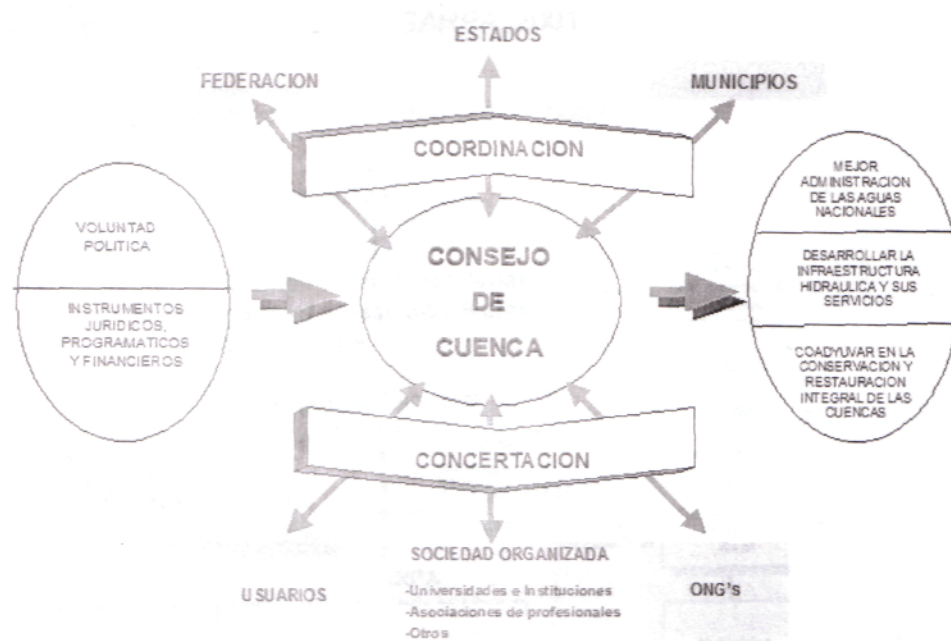 ESTADOS
FEDERACION
MUNICIPIOS
COORDINACION
VOLUNTAD
POLITICA
INSTRUMENTOS
JURIDICOS,
PROGRAMATICOS
Y FINANCIEROS
CONSEJO
DE
CUENCA
MEJOR
ADMINISTRACION
DE LAS AGUAS
NACIONALES
DESARROLLAR LA
INFRAESTRUCTURA
HIDRAULICA Y SUS
SERVICIOS
COADYUVAR EN LA
CONSERVACION Y
RESTAURACION
INTEGRAL DE LAS
CUENCAS
CONCERTACION
USUARIOS
SOCIEDAD ORGANIZADA
-Universidades e Instituciones
-Asociaciones de profesionales
-Otros
ONG's